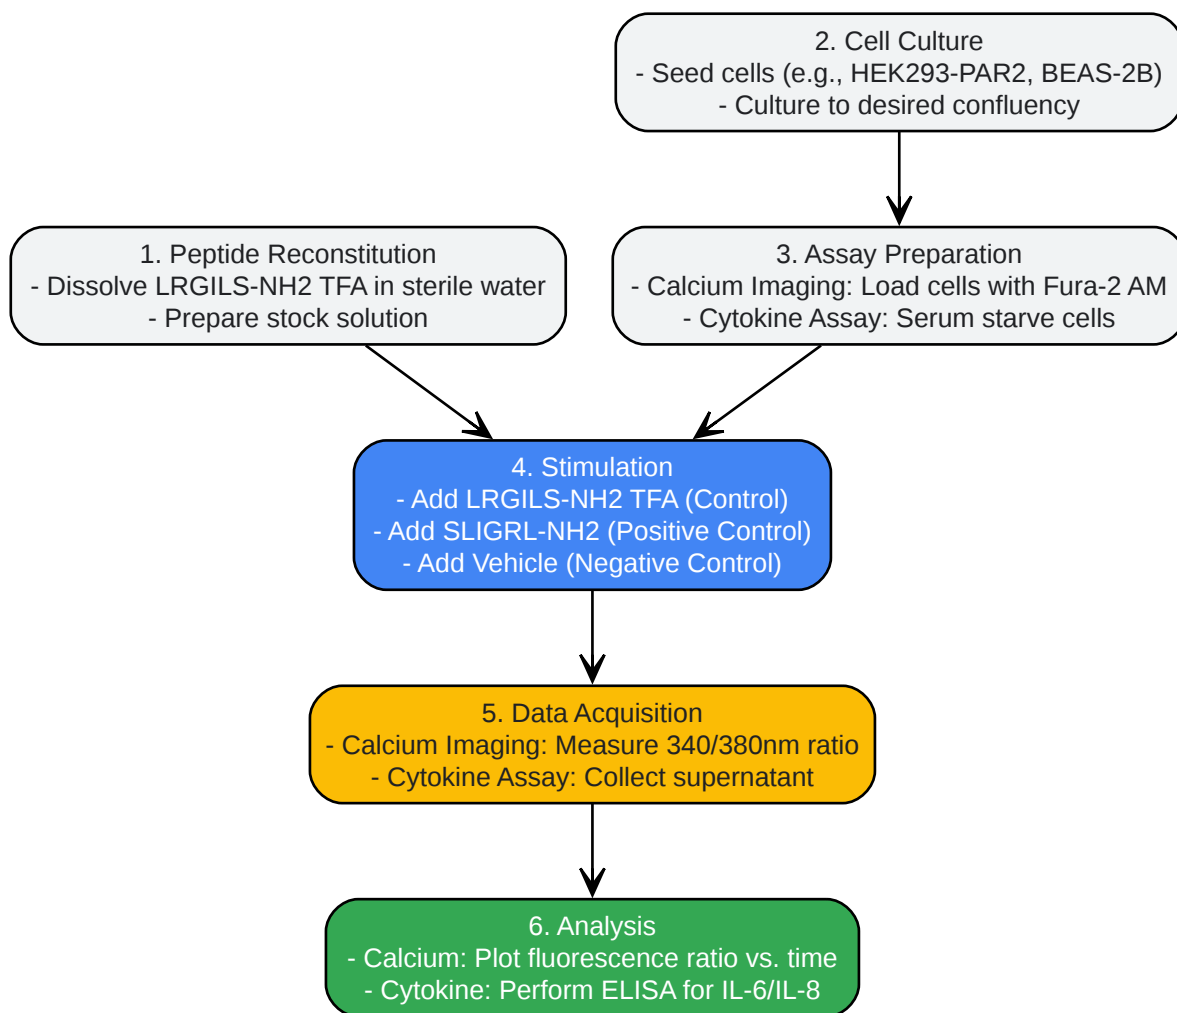 2. Cell Culture
- Seed cells (e.g., HEK293-PAR2, BEAS-2B)
- Culture to desired confluency
1. Peptide Reconstitution
- Dissolve LRGILS-NH2 TFA in sterile water
- Prepare stock solution
3. Assay Preparation
- Calcium Imaging: Load cells with Fura-2 AM
- Cytokine Assay: Serum starve cells
4. Stimulation
- Add LRGILS-NH2 TFA (Control)
- Add SLIGRL-NH2 (Positive Control)
- Add Vehicle (Negative Control)
5. Data Acquisition
- Calcium Imaging: Measure 340/380nm ratio
- Cytokine Assay: Collect supernatant
6. Analysis
- Calcium: Plot fluorescence ratio vs. time
- Cytokine: Perform ELISA for IL-6/IL-8